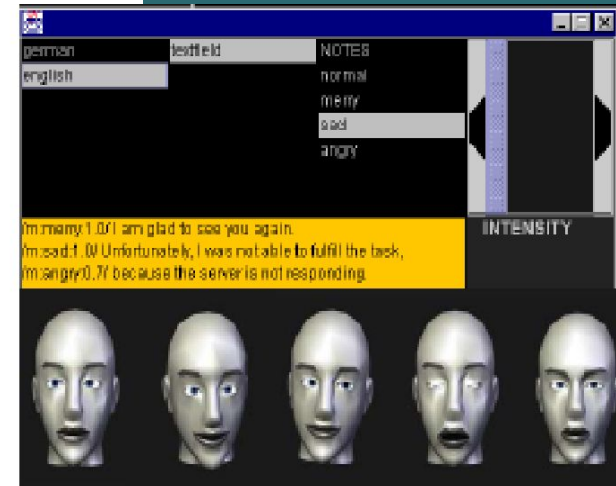 german
english
textfield
NOTES
normal
merry
sad
angry
INTENSITY
/m:merry:1.0/ I am glad to see you again.
/m:sad:1.0/ Unfortunately, I was not able to fulfill the task,
/m:angry:0.7/ because the server is not responding.